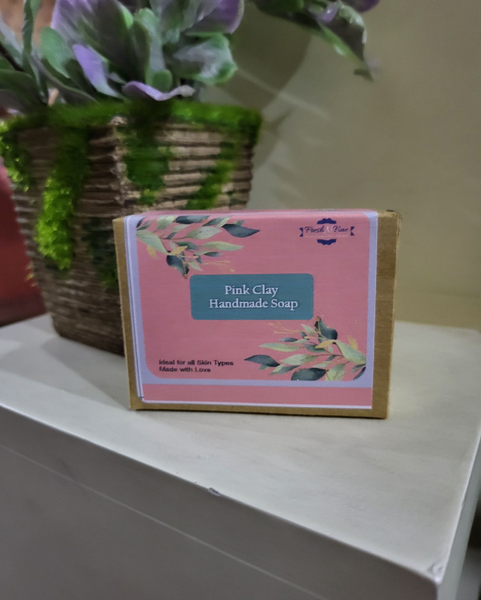 Pink Clay
Handmade Soap
Ideal for all Skin Types
Made with Love